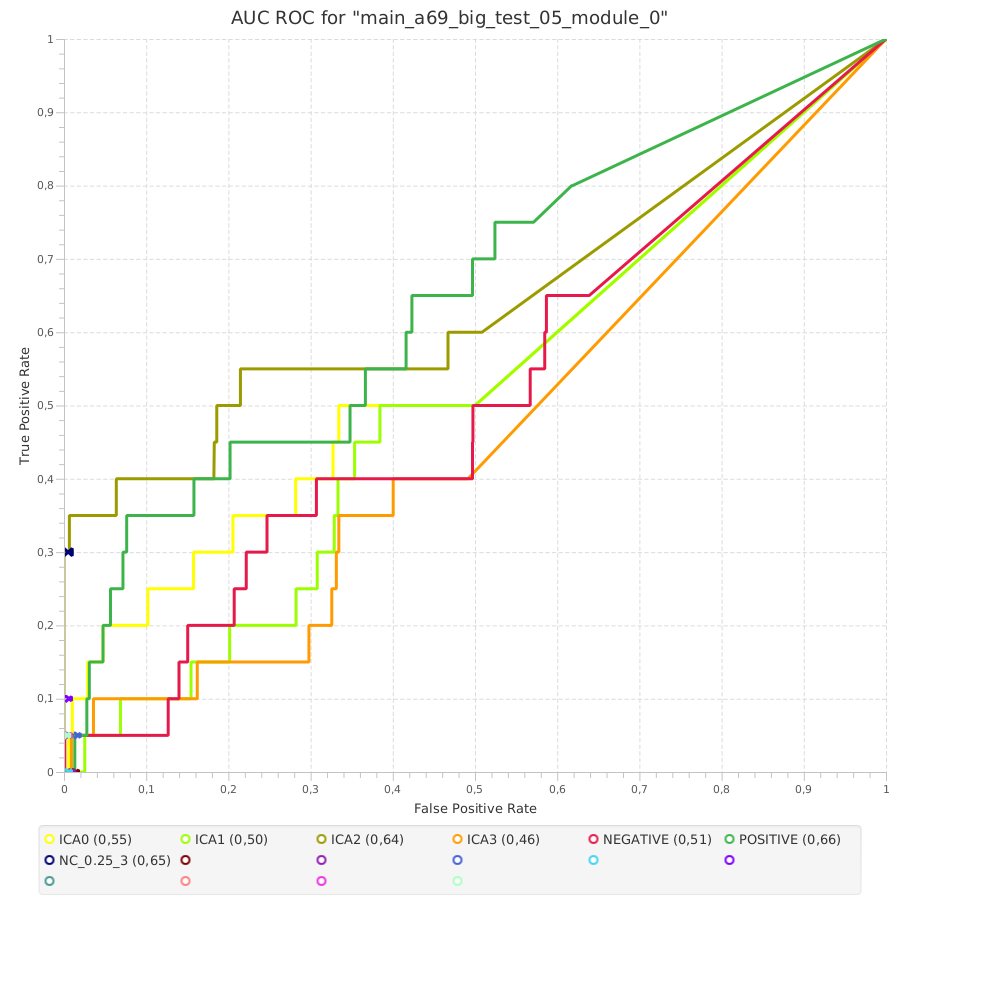 AUC ROC for "main_a69_big_test_05_module_0"
1
0,9
0,8
0,7
0,6
0,5
0,4
0,3
0,2
0,1
0
True Positive Rate
0 0,1 0,2 0,3 0,4 0,5 0,6 0,7 0,8 0,9 1
False Positive Rate
ICA0 (0,55) ICA1 (0,50) ICA2 (0,64) ICA3 (0,46) NEGATIVE (0,51) POSITIVE (0,66)
NC_0.25_3 (0,65)